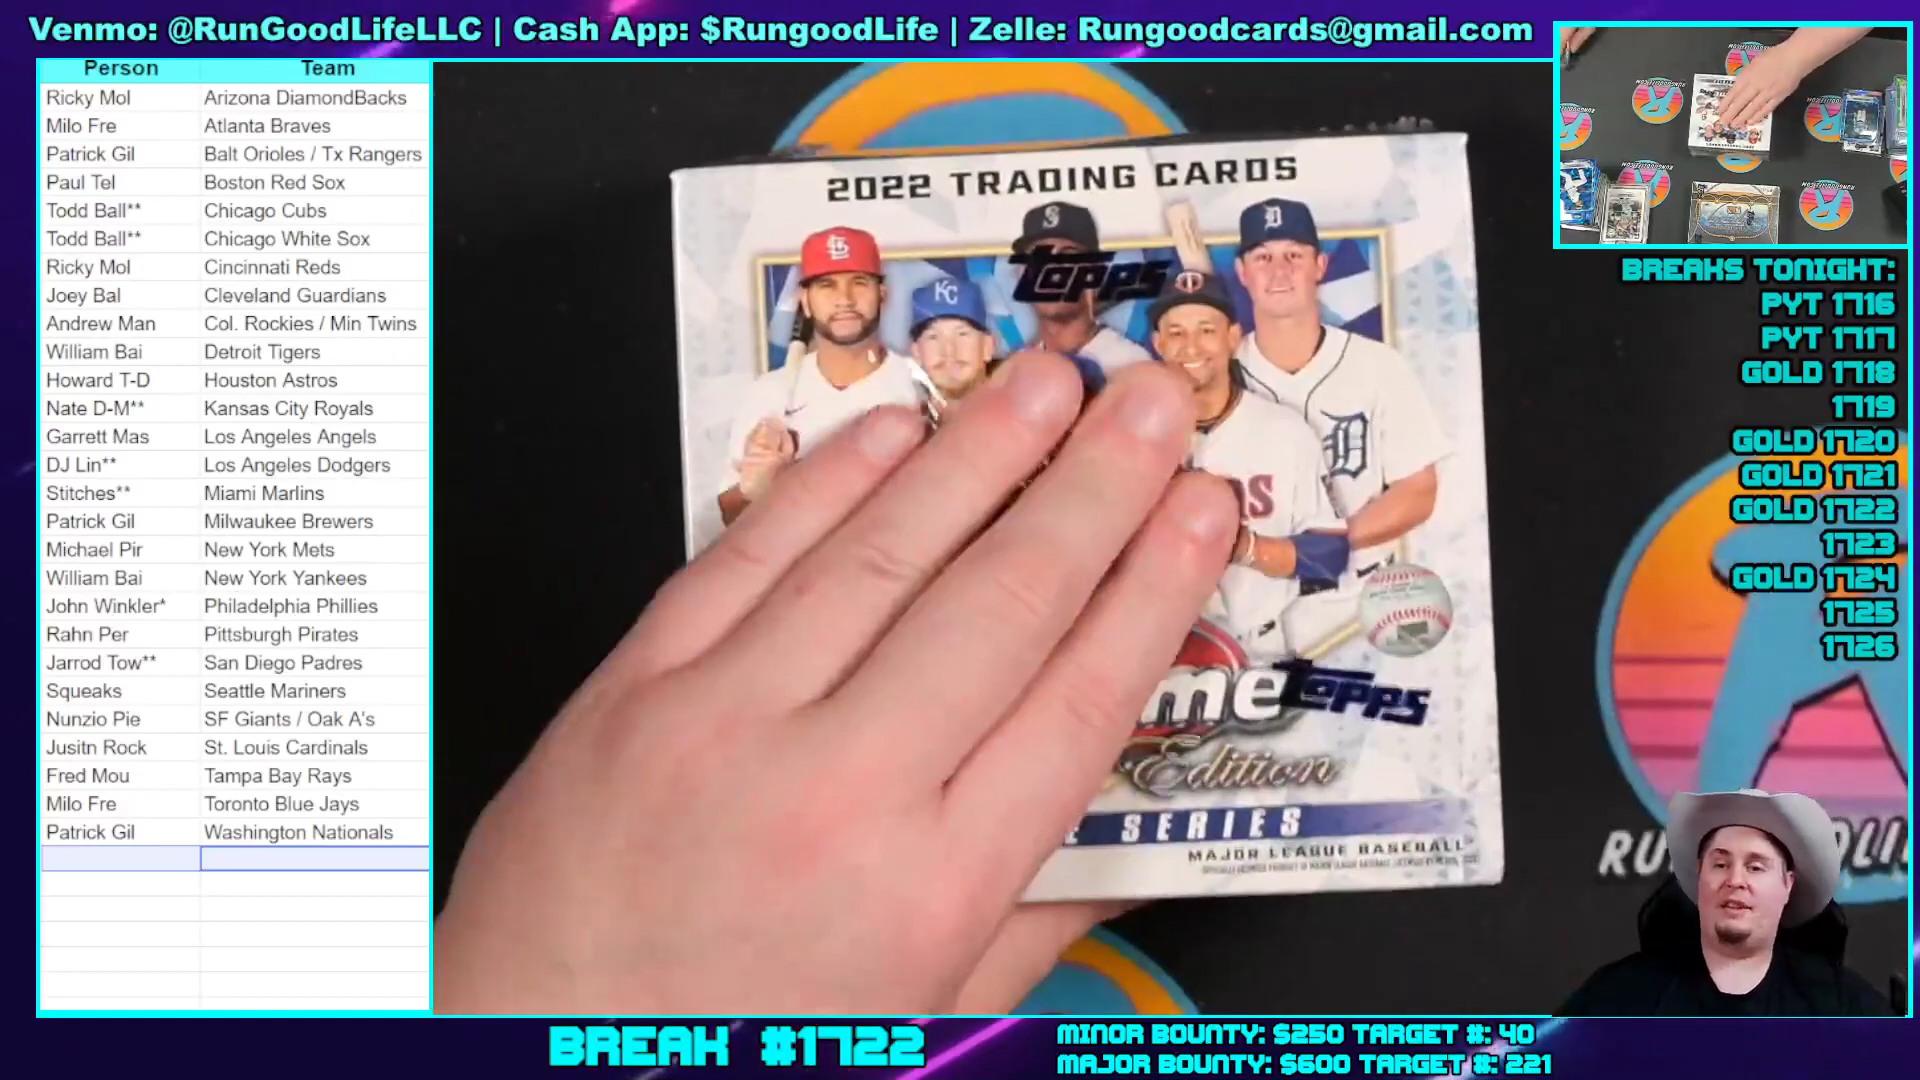 Venmo: @RunGoodLifeLLC | Cash App: $RungoodLife | Zelle: Rungoodcards@gmail.com
Person Team
Ricky Mol Arizona DiamondBacks
Milo Fre Atlanta Braves
Patrick Gil Balt Orioles / Tx Rangers
Paul Tel Boston Red Sox
Todd Ball** Chicago Cubs
Todd Ball** Chicago White Sox
Ricky Mol Cincinnati Reds
Joey Bal Cleveland Guardians
Andrew Man Col. Rockies / Min Twins
William Bai Detroit Tigers
Howard T-D Houston Astros
Nate D-M** Kansas City Royals
Garrett Mas Los Angeles Angels
DJ Lin** Los Angeles Dodgers
Stitches** Miami Marlins
Patrick Gil Milwaukee Brewers
Michael Pir New York Mets
William Bai New York Yankees
John Winkler* Philadelphia Phillies
Rahn Per Pittsburgh Pirates
Jarrod Tow** San Diego Padres
Squeaks Seattle Mariners
Nunzio Pie SF Giants / Oak A's
Jusitn Rock St. Louis Cardinals
Fred Mou Tampa Bay Rays
Milo Fre Toronto Blue Jays
Patrick Gil Washington Nationals
2022 TRADING CARDS
Topps
KC
D
S
me Topps
Edition
E SERIES
MAJOR LEAGUE BASEBALL
BREAKS TONIGHT:
PYT 1716
PYT 1717
GOLD 1718
1719
GOLD 1720
GOLD 1721
GOLD 1722
1723
GOLD 1724
1725
1726
BREAK #1722
MINOR BOUNTY: $250 TARGET #: 40
MAJOR BOUNTY: $600 TARGET #: 221